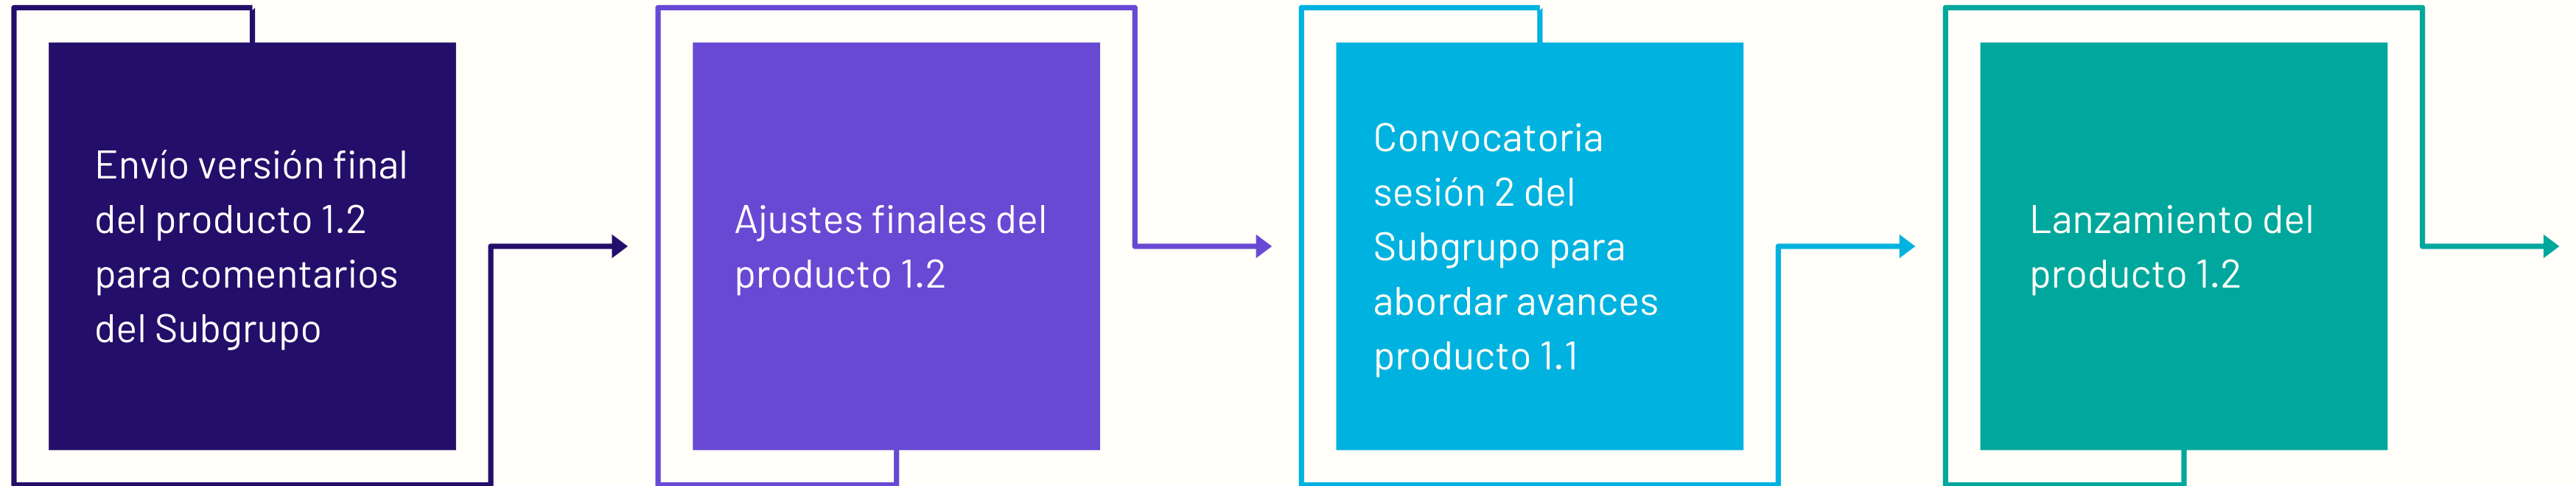 Envío versión final
del producto 1.2
para comentarios
del Subgrupo
Ajustes finales del
producto 1.2
Convocatoria
sesión 2 del
Subgrupo para
abordar avances
producto 1.1
Lanzamiento del
producto 1.2